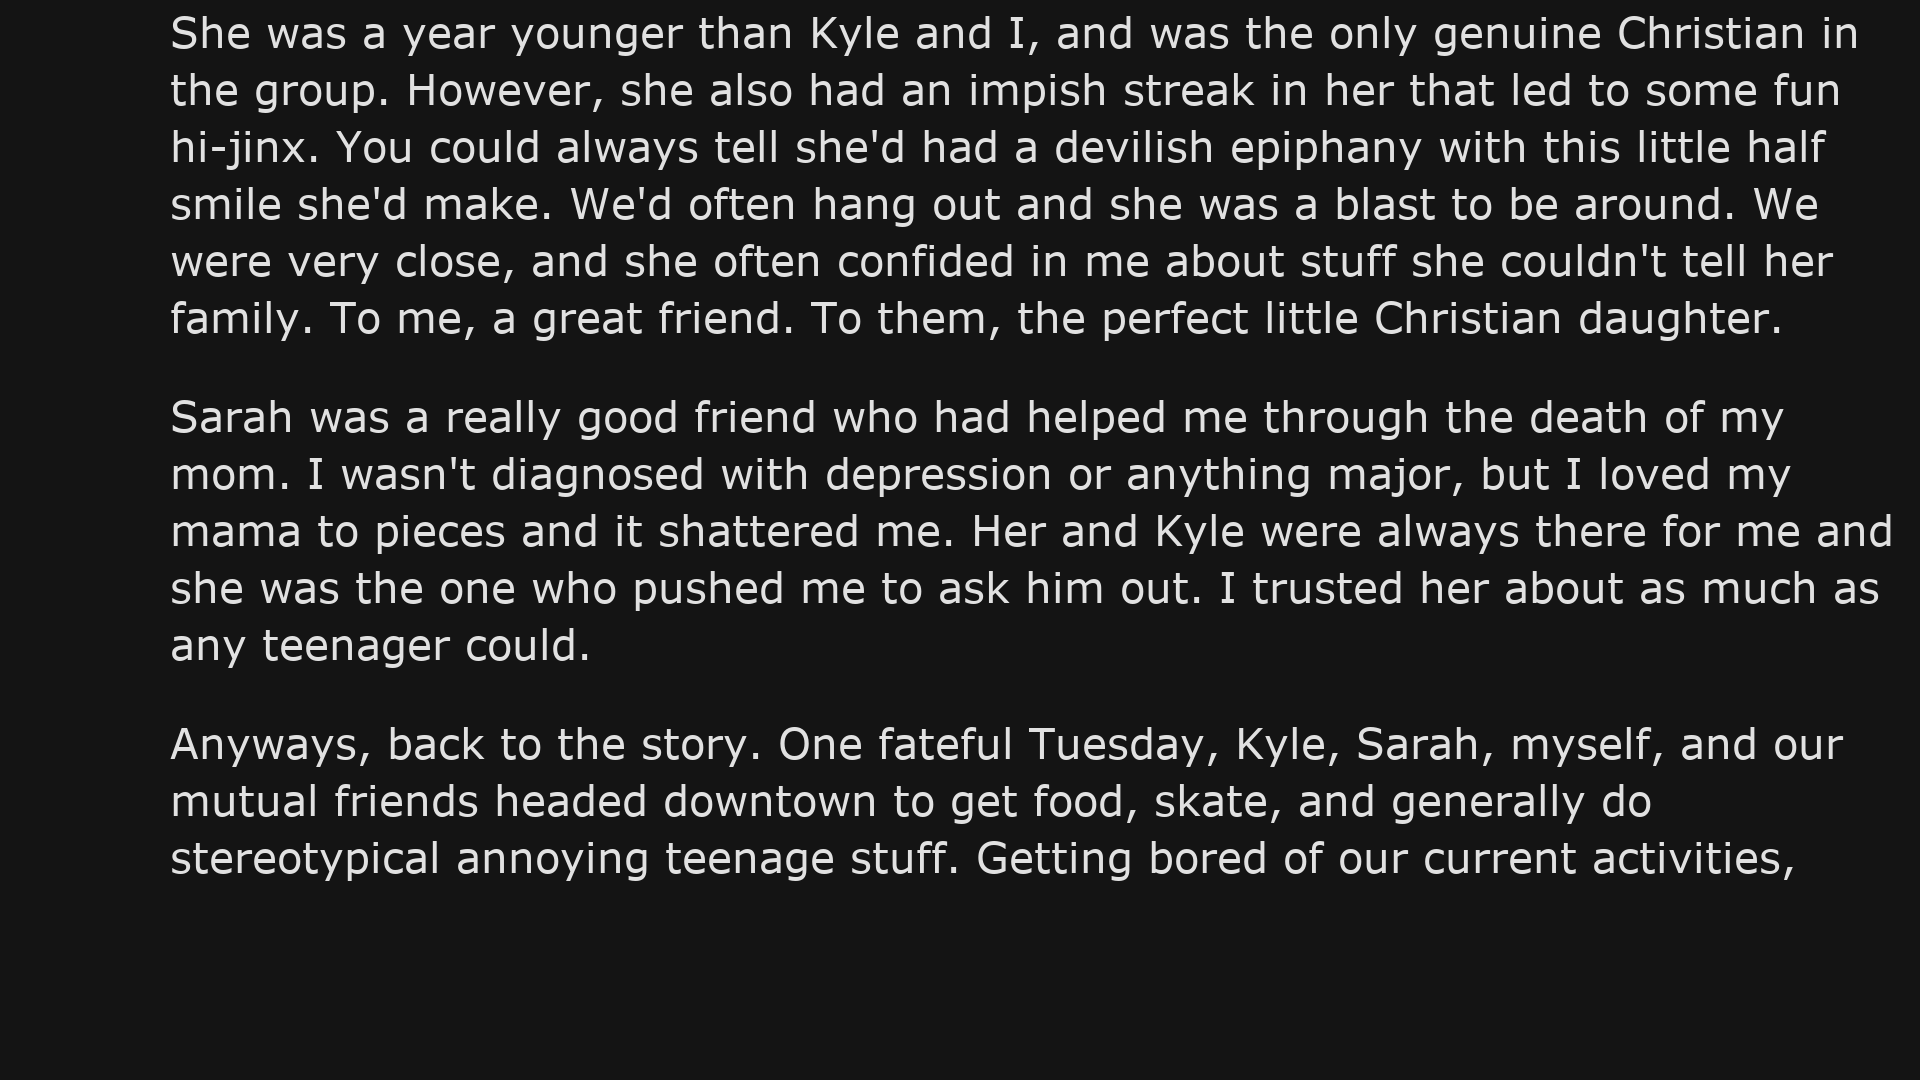 She was a year younger than Kyle and I, and was the only genuine Christian in
the group. However, she also had an impish streak in her that led to some fun
hi-jinx. You could always tell she'd had a devilish epiphany with this little half
smile she'd make. We'd often hang out and she was a blast to be around. We
were very close, and she often confided in me about stuff she couldn't tell her
family. To me, a great friend. To them, the perfect little Christian daughter.
Sarah was a really good friend who had helped me through the death of my
mom. I wasn't diagnosed with depression or anything major, but I loved my
mama to pieces and it shattered me. Her and Kyle were always there for me and
she was the one who pushed me to ask him out. I trusted her about as much as
any teenager could.
Anyways, back to the story. One fateful Tuesday, Kyle, Sarah, myself, and our
mutual friends headed downtown to get food, skate, and generally do
stereotypical annoying teenage stuff. Getting bored of our current activities,